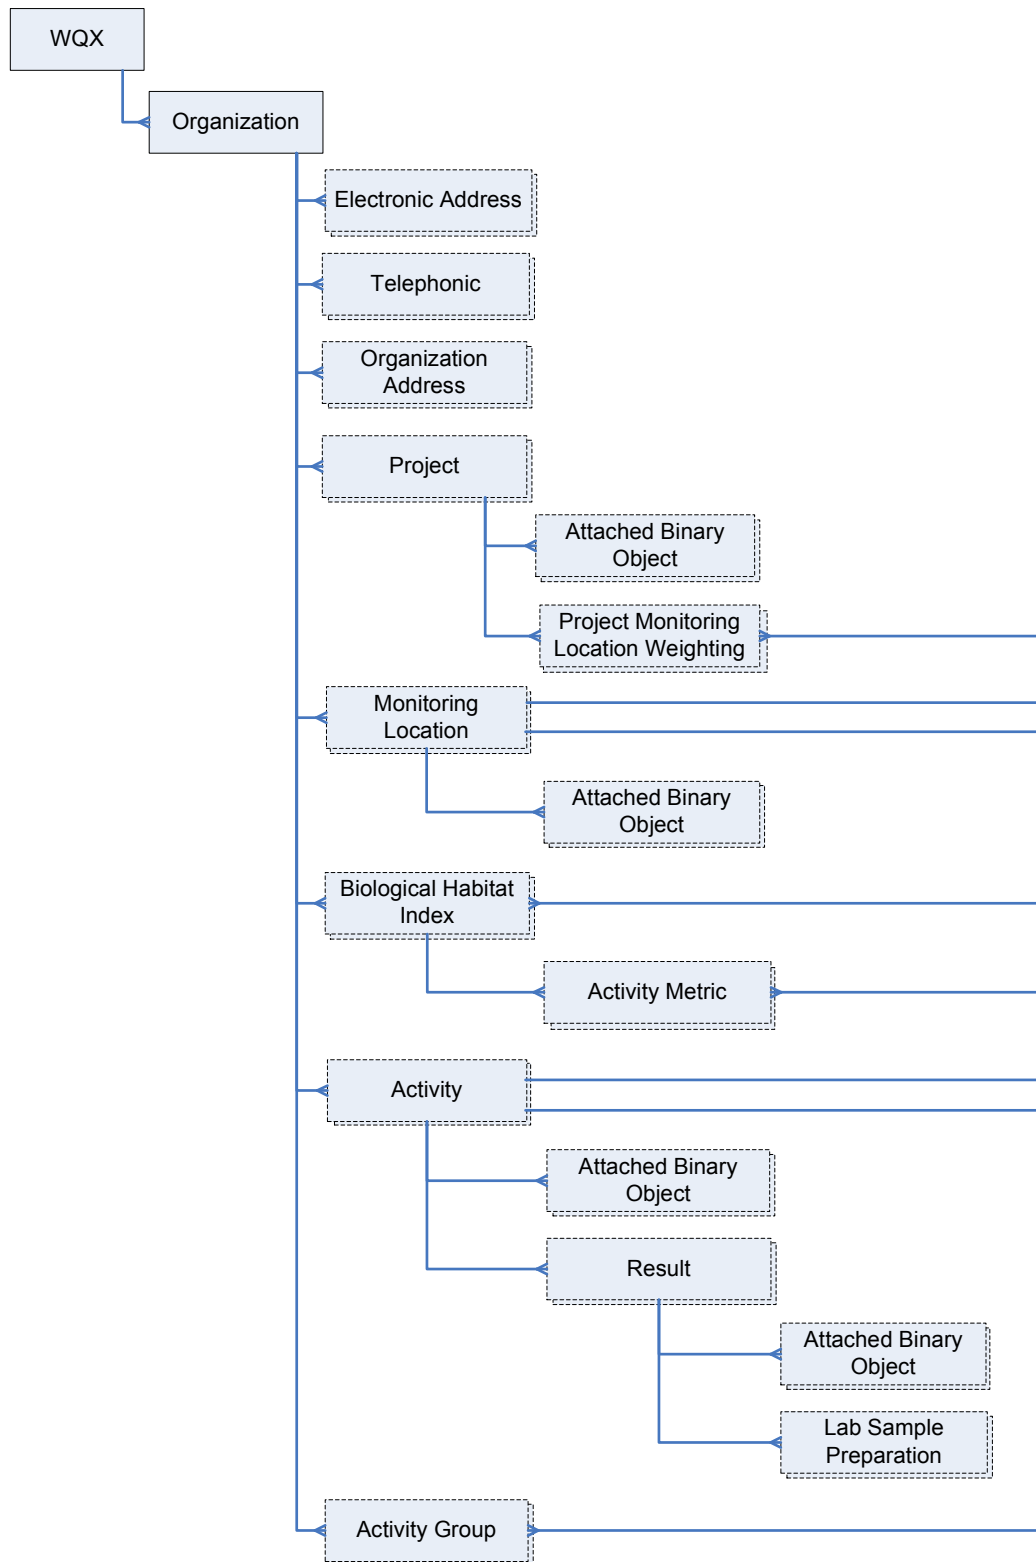 WQX
Organization
Electronic Address
Telephonic
Organization
Address
Project
Attached Binary
Object
Project Monitoring
Location Weighting
Monitoring
Location
Attached Binary
Object
Biological Habitat
Index
Activity Metric
Activity
Attached Binary
Object
Result
Attached Binary
Object
Lab Sample
Preparation
Activity Group